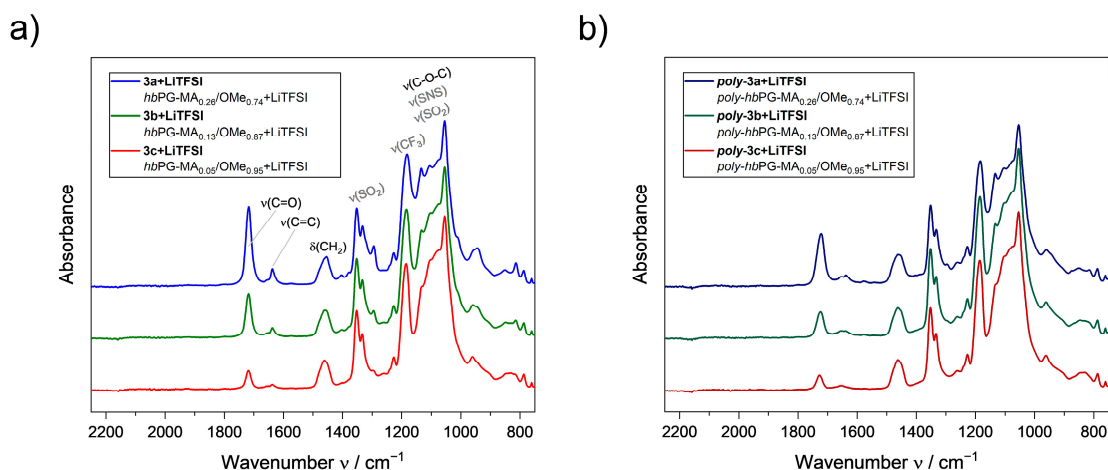 a)
3a+LiTFSI
hbPG-MA0.26/OMe0.74+LiTFSI
3b+LiTFSI
hbPG-MA0.13/OMe0.87+LiTFSI
3c+LiTFSI
hbPG-MA0.05/OMe0.95+LiTFSI
ν(C-O-C)
ν(SNS)
ν(SO2)
ν(CF3)
ν(SO2)
ν(C=O)
ν(C=C)
δ(CH2)
Absorbance
2200 2000 1800 1600 1400 1200 1000 800
Wavenumber ν / cm−1
b)
poly-3a+LiTFSI
poly-hbPG-MA0.26/OMe0.74+LiTFSI
poly-3b+LiTFSI
poly-hbPG-MA0.13/OMe0.87+LiTFSI
poly-3c+LiTFSI
poly-hbPG-MA0.05/OMe0.95+LiTFSI
Absorbance
2200 2000 1800 1600 1400 1200 1000 800
Wavenumber ν / cm−1